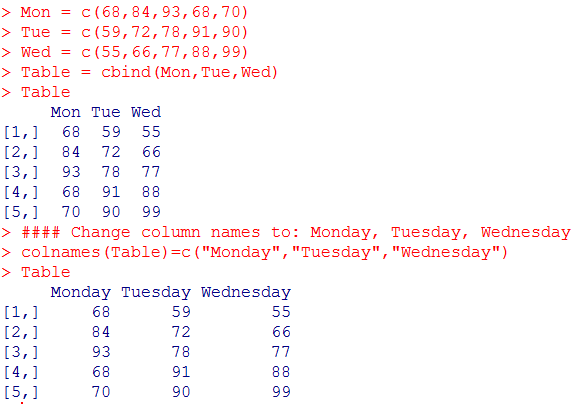 > Mon = c(68,84,93,68,70)
> Tue = c(59,72,78,91,90)
> Wed = c(55,66,77,88,99)
> Table = cbind(Mon,Tue,Wed)
> Table
     Mon Tue Wed
[1,]  68  59  55
[2,]  84  72  66
[3,]  93  78  77
[4,]  68  91  88
[5,]  70  90  99
> #### Change column names to: Monday, Tuesday, Wednesday
> colnames(Table)=c("Monday","Tuesday","Wednesday")
> Table
     Monday Tuesday Wednesday
[1,]     68      59        55
[2,]     84      72        66
[3,]     93      78        77
[4,]     68      91        88
[5,]     70      90        99